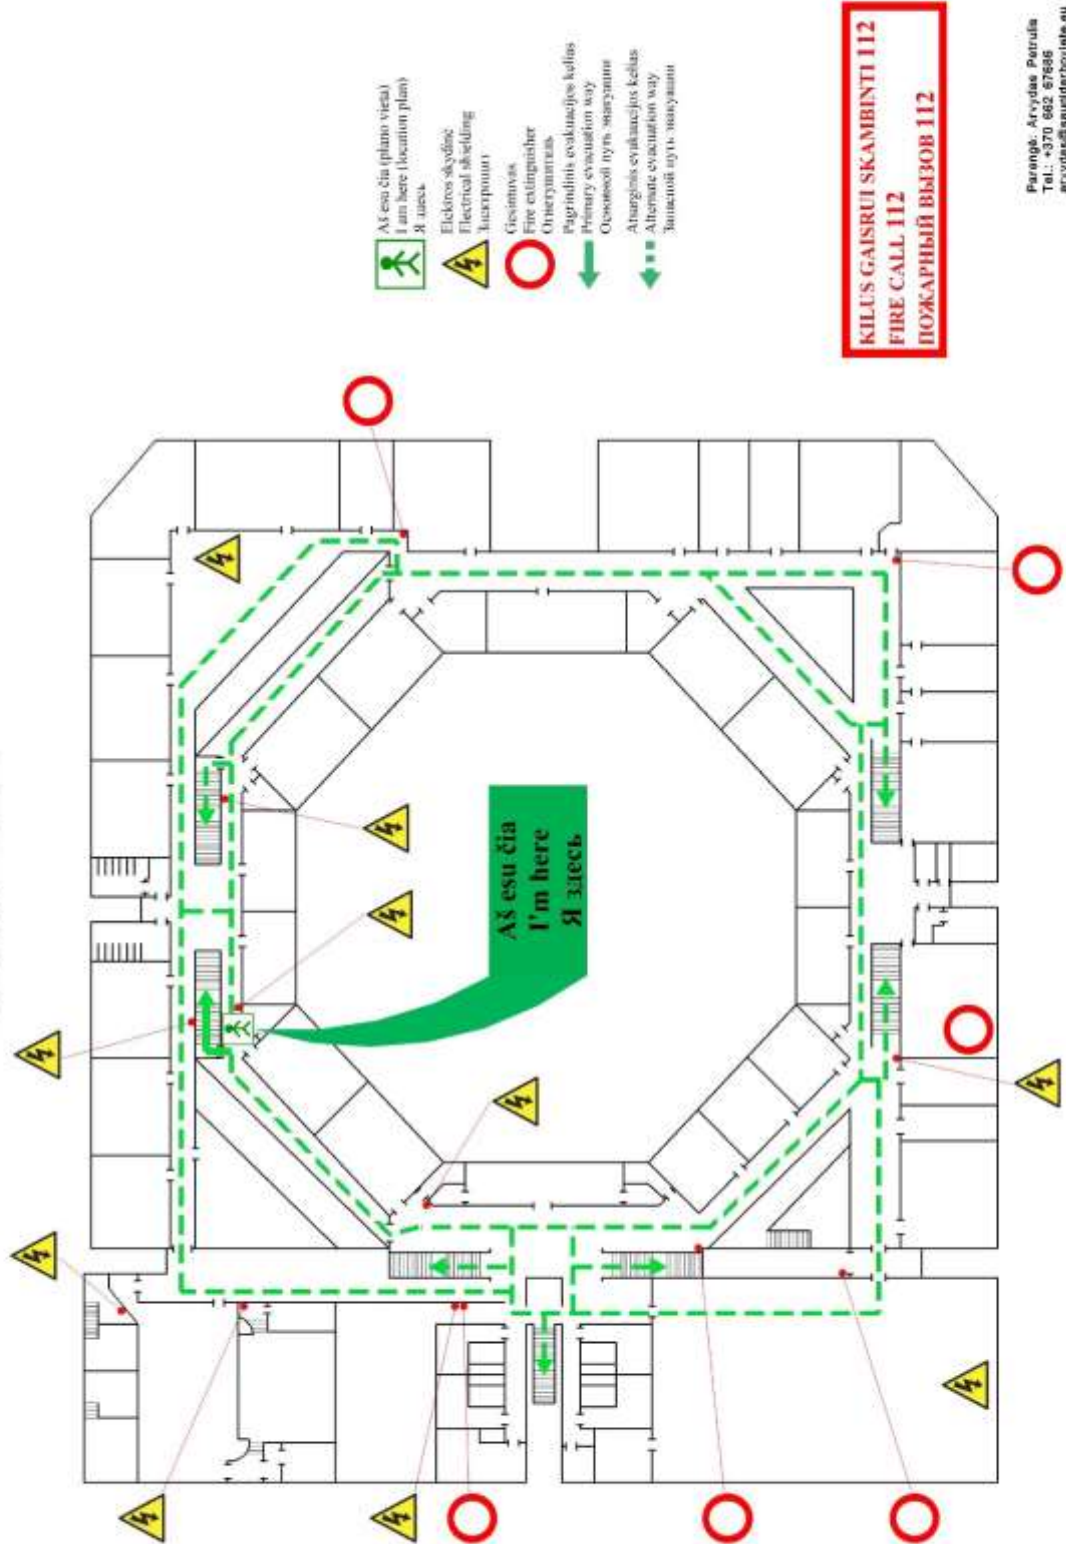 Aš esu čia (plano vieta)
I am here (location plan)
Я здесь
Elektros skydinė
Electrical shielding
Электрощит
Gesintuvas
Fire extinguisher
Огнетушитель
Pagrindinis evakuacijos kelias
Primary evacuation way
Основной путь эвакуации
Atsarginis evakuacijos kelias
Alternate evacuation way
Запасной путь эвакуации
Aš esu čia
I'm here
Я здесь
KILUS GAISRUI SKAMBINTI 112
FIRE CALL 112
ПОЖАРНЫЙ ВЫЗОВ 112
Parengė: Arvydas Petrulis
Tel.: +370 662 67686